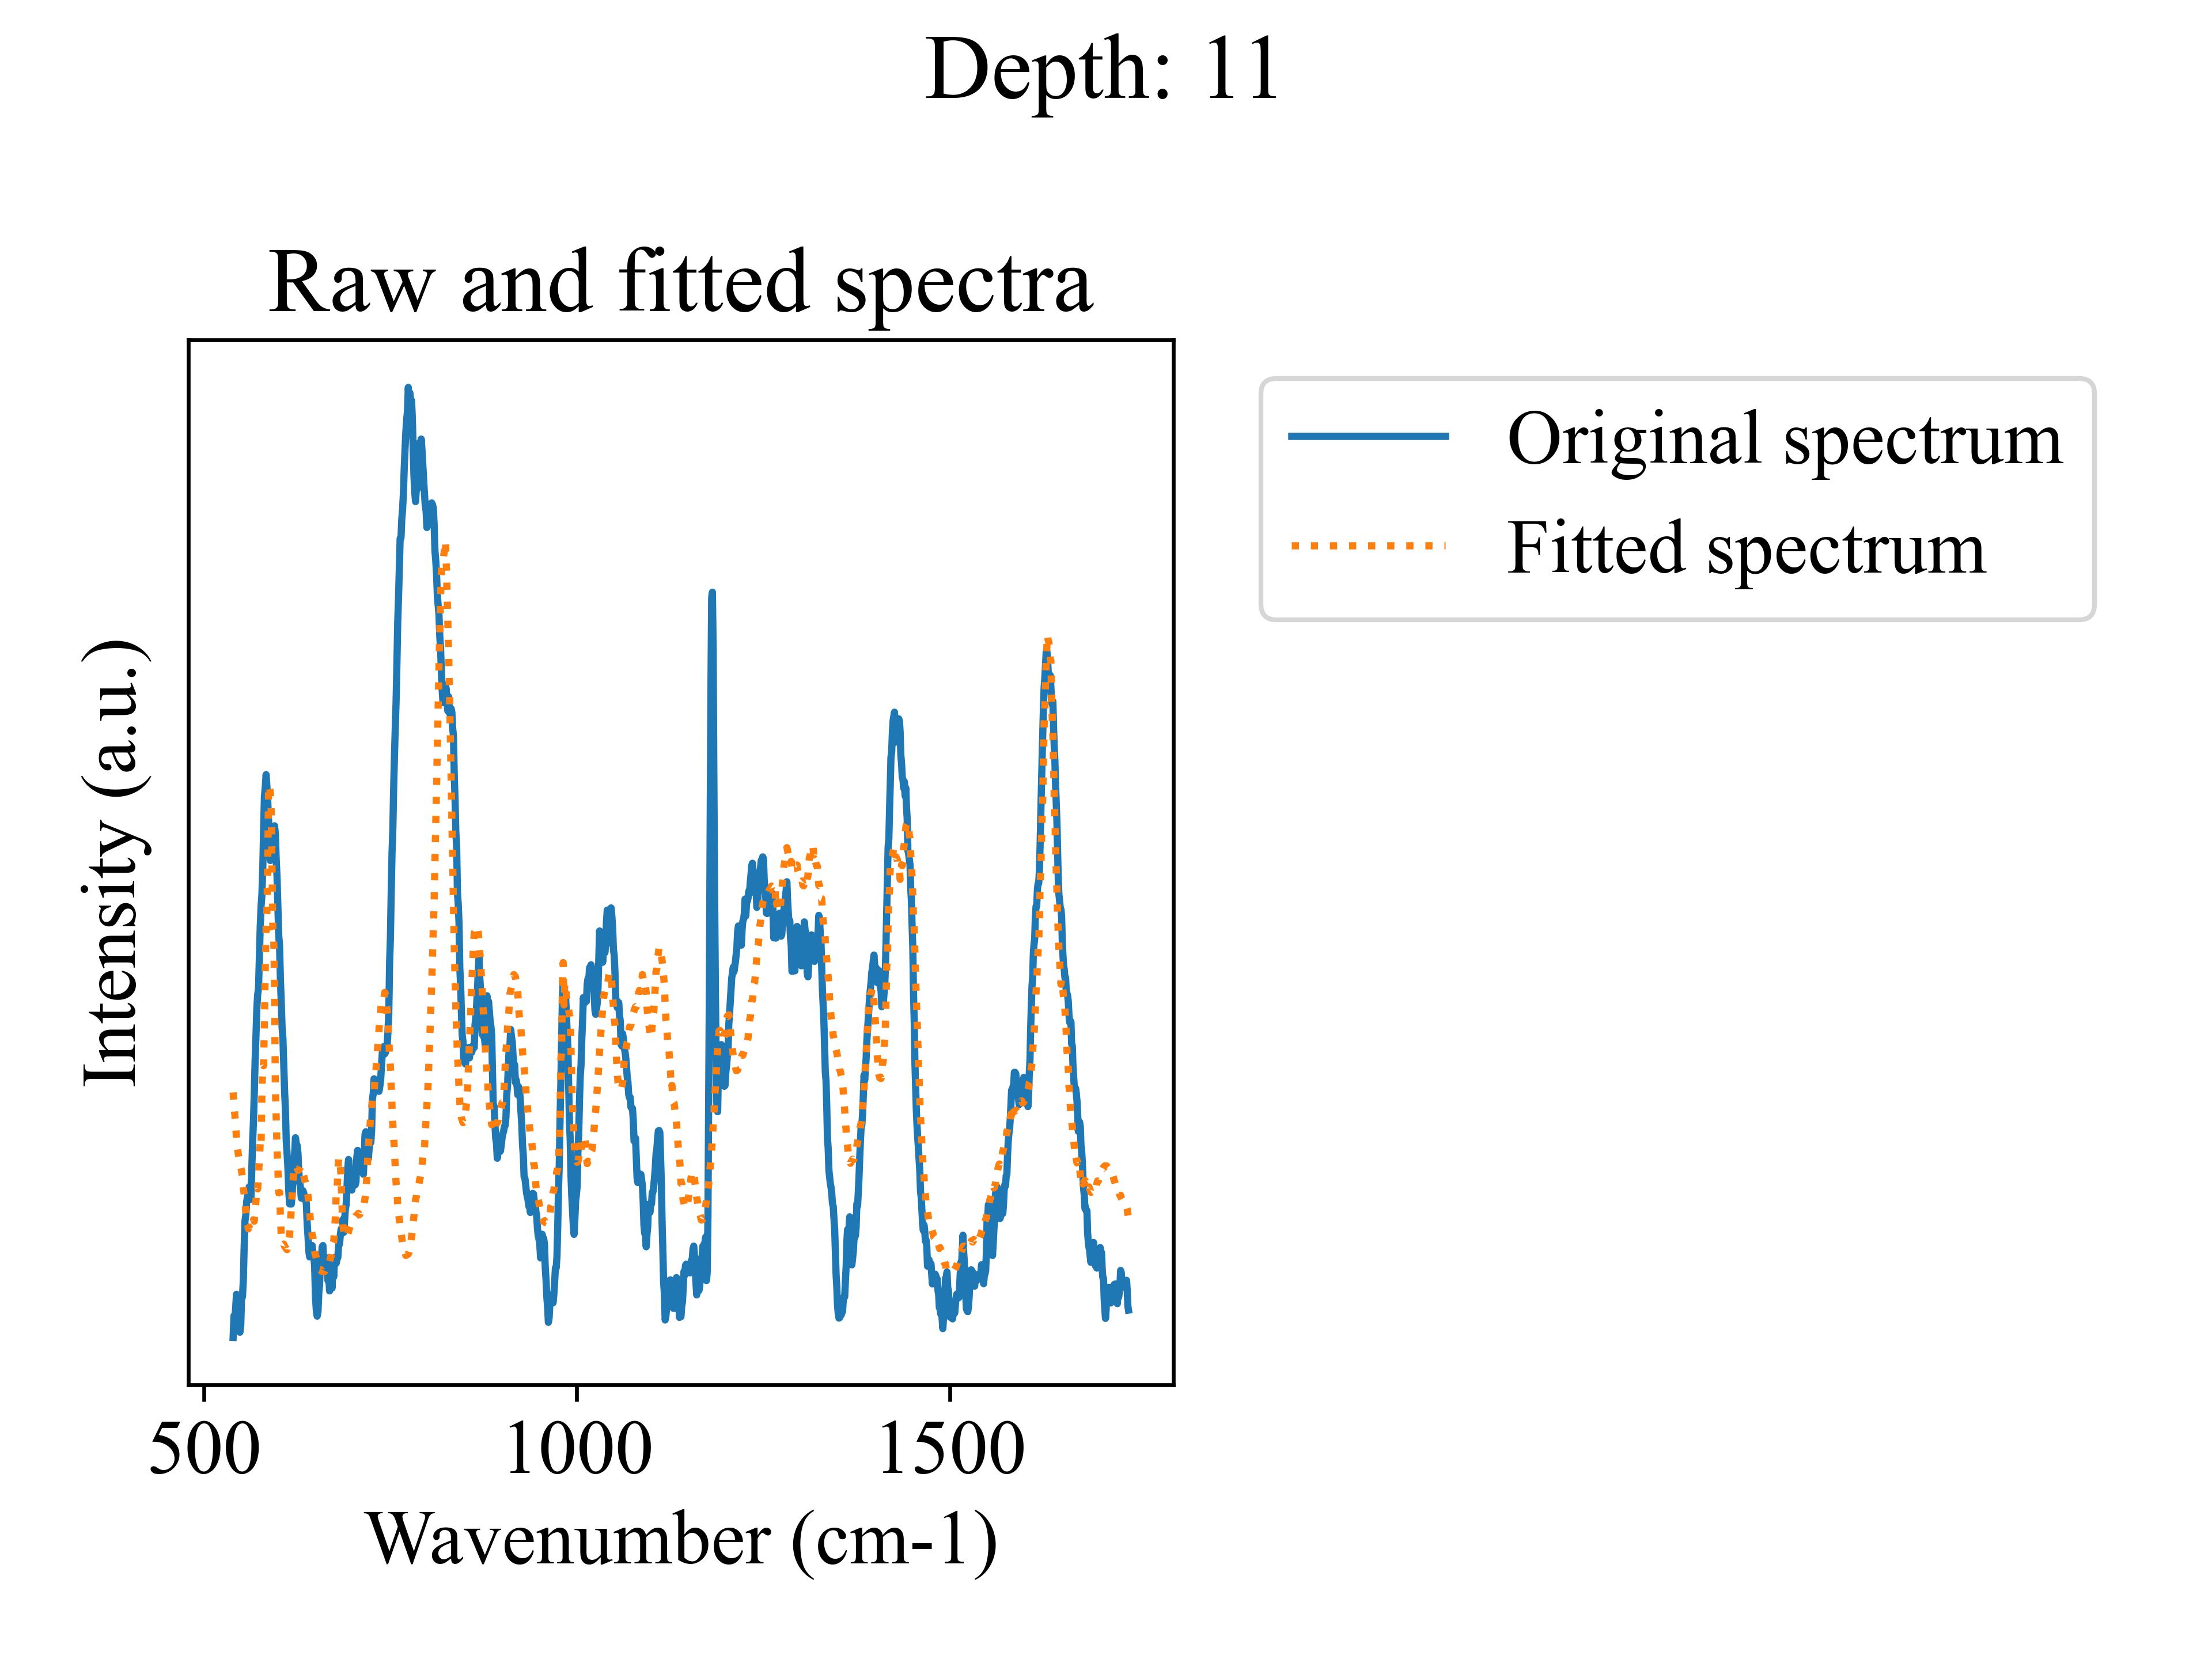 Depth: 11
Raw and fitted spectra
Original spectrum
Fitted spectrum
Intensity (a.u.)
500 1000 1500
Wavenumber (cm-1)